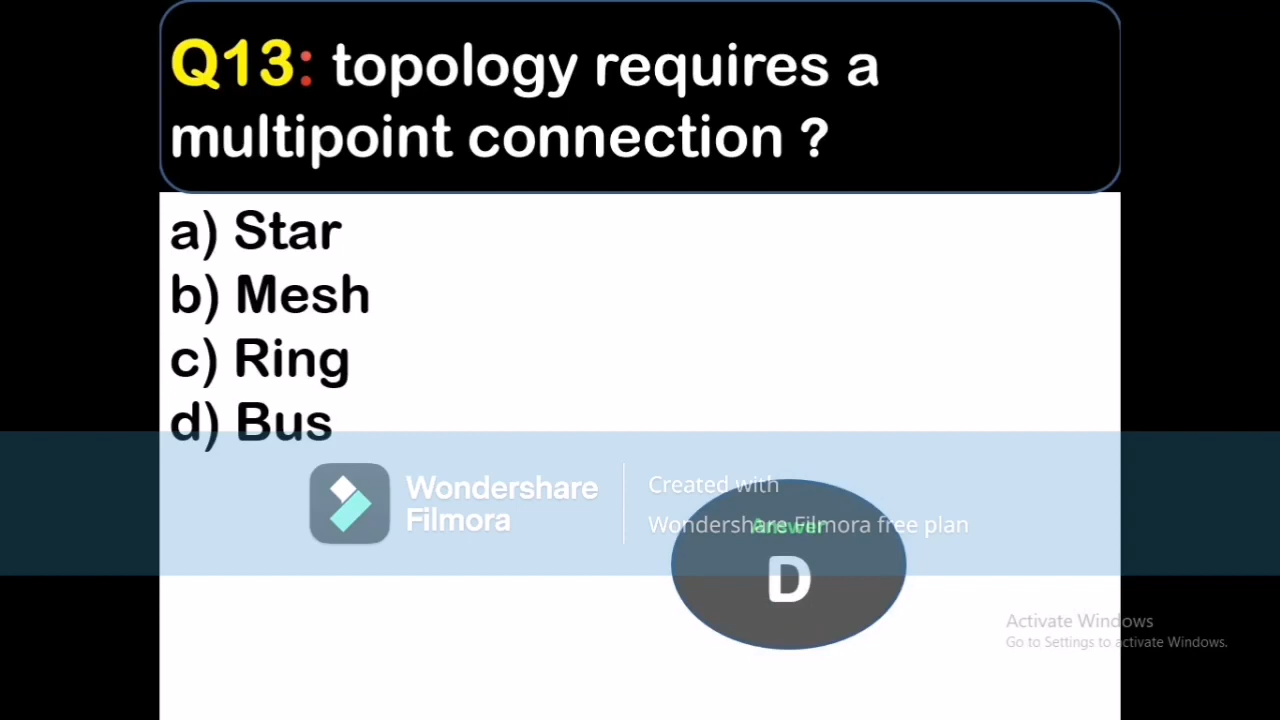 Q13: topology requires a
multipoint connection ?
a) Star
b) Mesh
c) Ring
d) Bus
Wondershare
Filmora
Created with
Wondershare Filmora free plan
Answer
D
Activate Windows
Go to Settings to activate Windows.